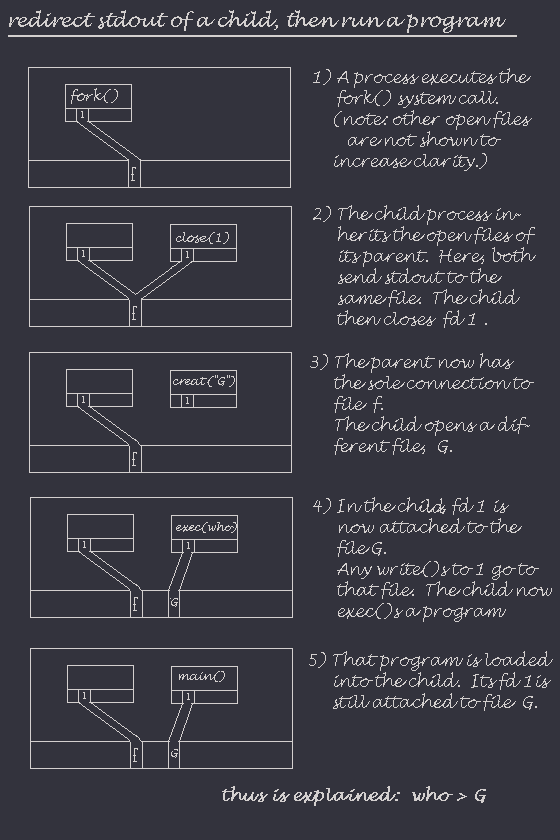 redirect stdout of a child, then run a program
fork()
1
f
1) A process executes the
fork() system call.
(note: other open files
are not shown to
increase clarity.)
close(1)
1
1
f
2) The child process in-
herits the open files of
its parent. Here, both
send stdout to the
same file. The child
then closes fd 1 .
creat("G")
1
1
f
3) The parent now has
the sole connection to
file f.
The child opens a dif-
ferent file, G.
exec(who)
1
1
f
G
4) In the child, fd 1 is
now attached to the
file G.
Any write()s to 1 go to
that file. The child now
exec()s a program
main()
1
1
f
G
5) That program is loaded
into the child. Its fd 1 is
still attached to file G.
thus is explained: who > G